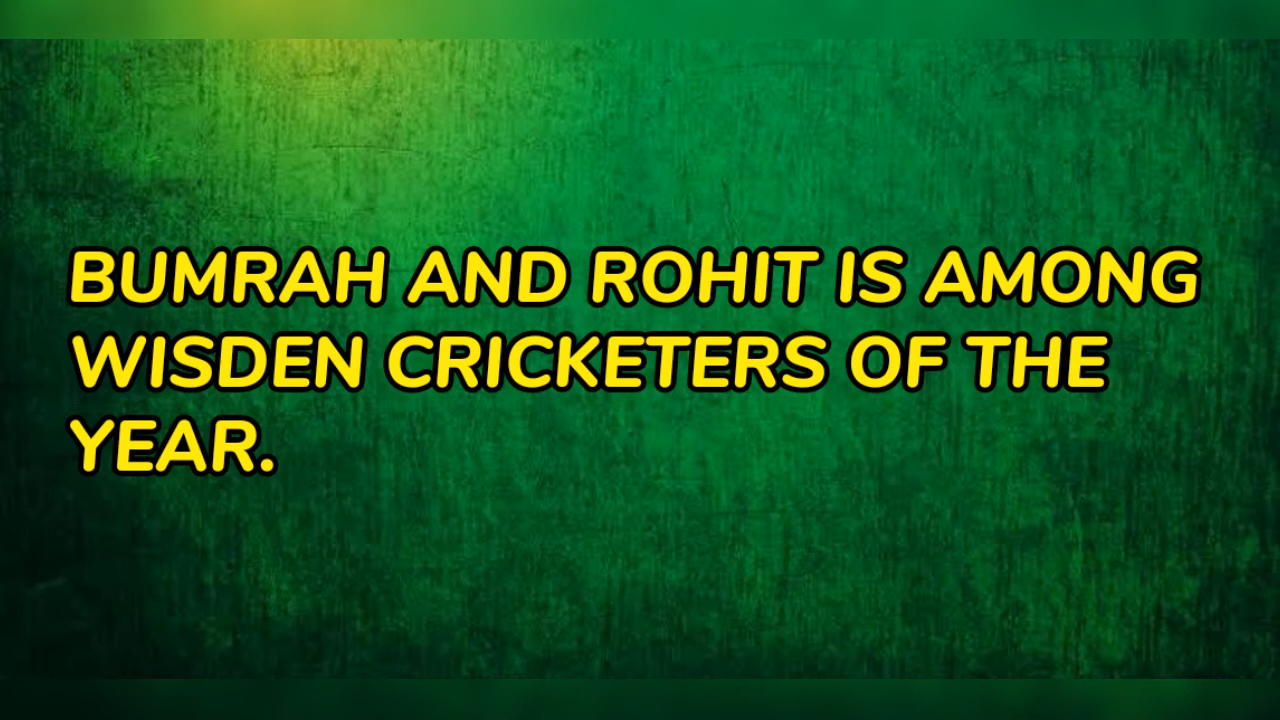 BUMRAH AND ROHIT IS AMONG
WISDEN CRICKETERS OF THE
YEAR.